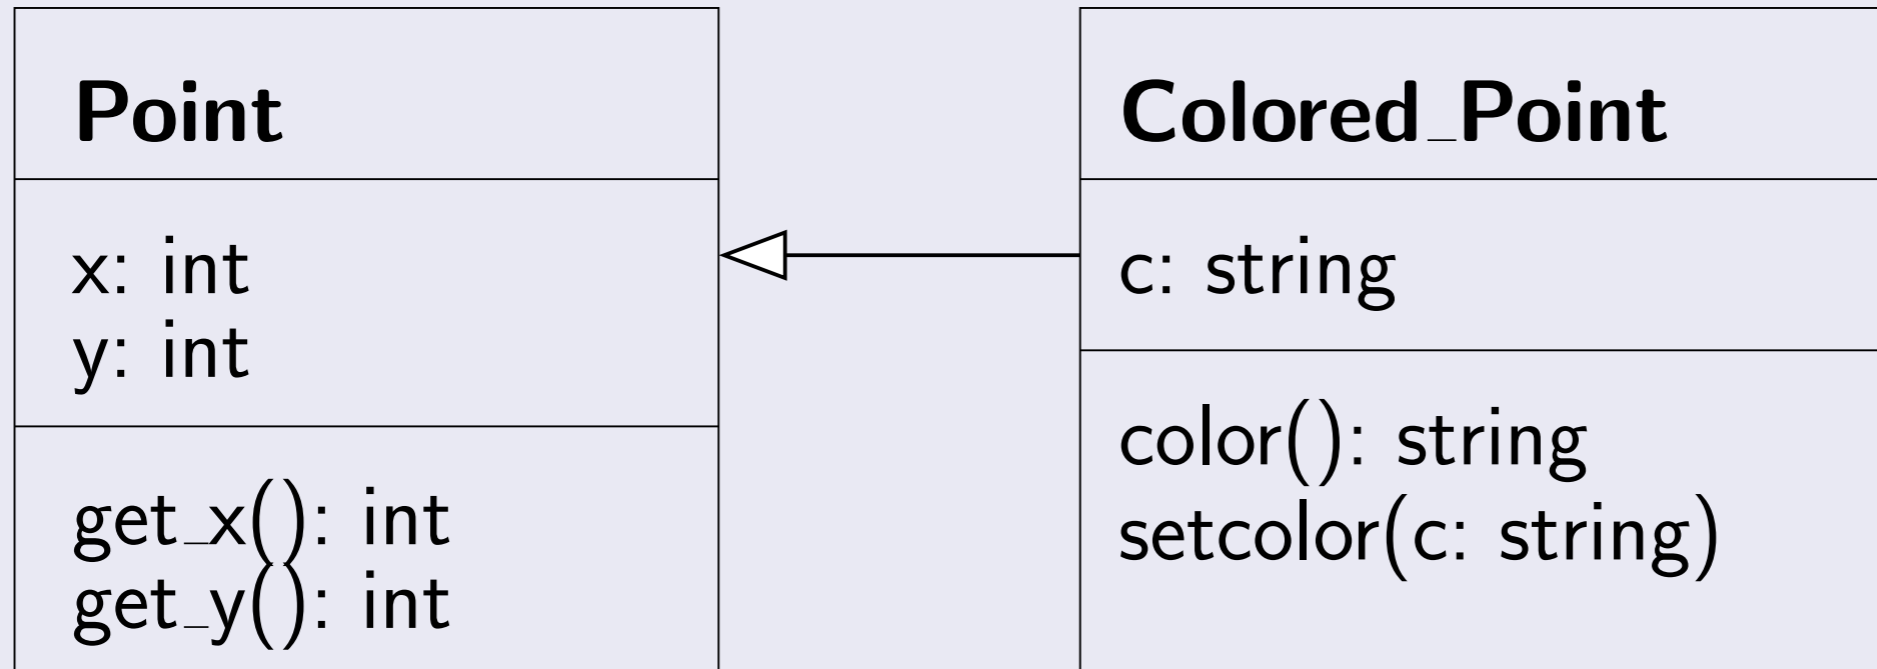 Point
x: int
y: int
get_x(): int
get_y(): int
Colored_Point
c: string
color(): string
setcolor(c: string)